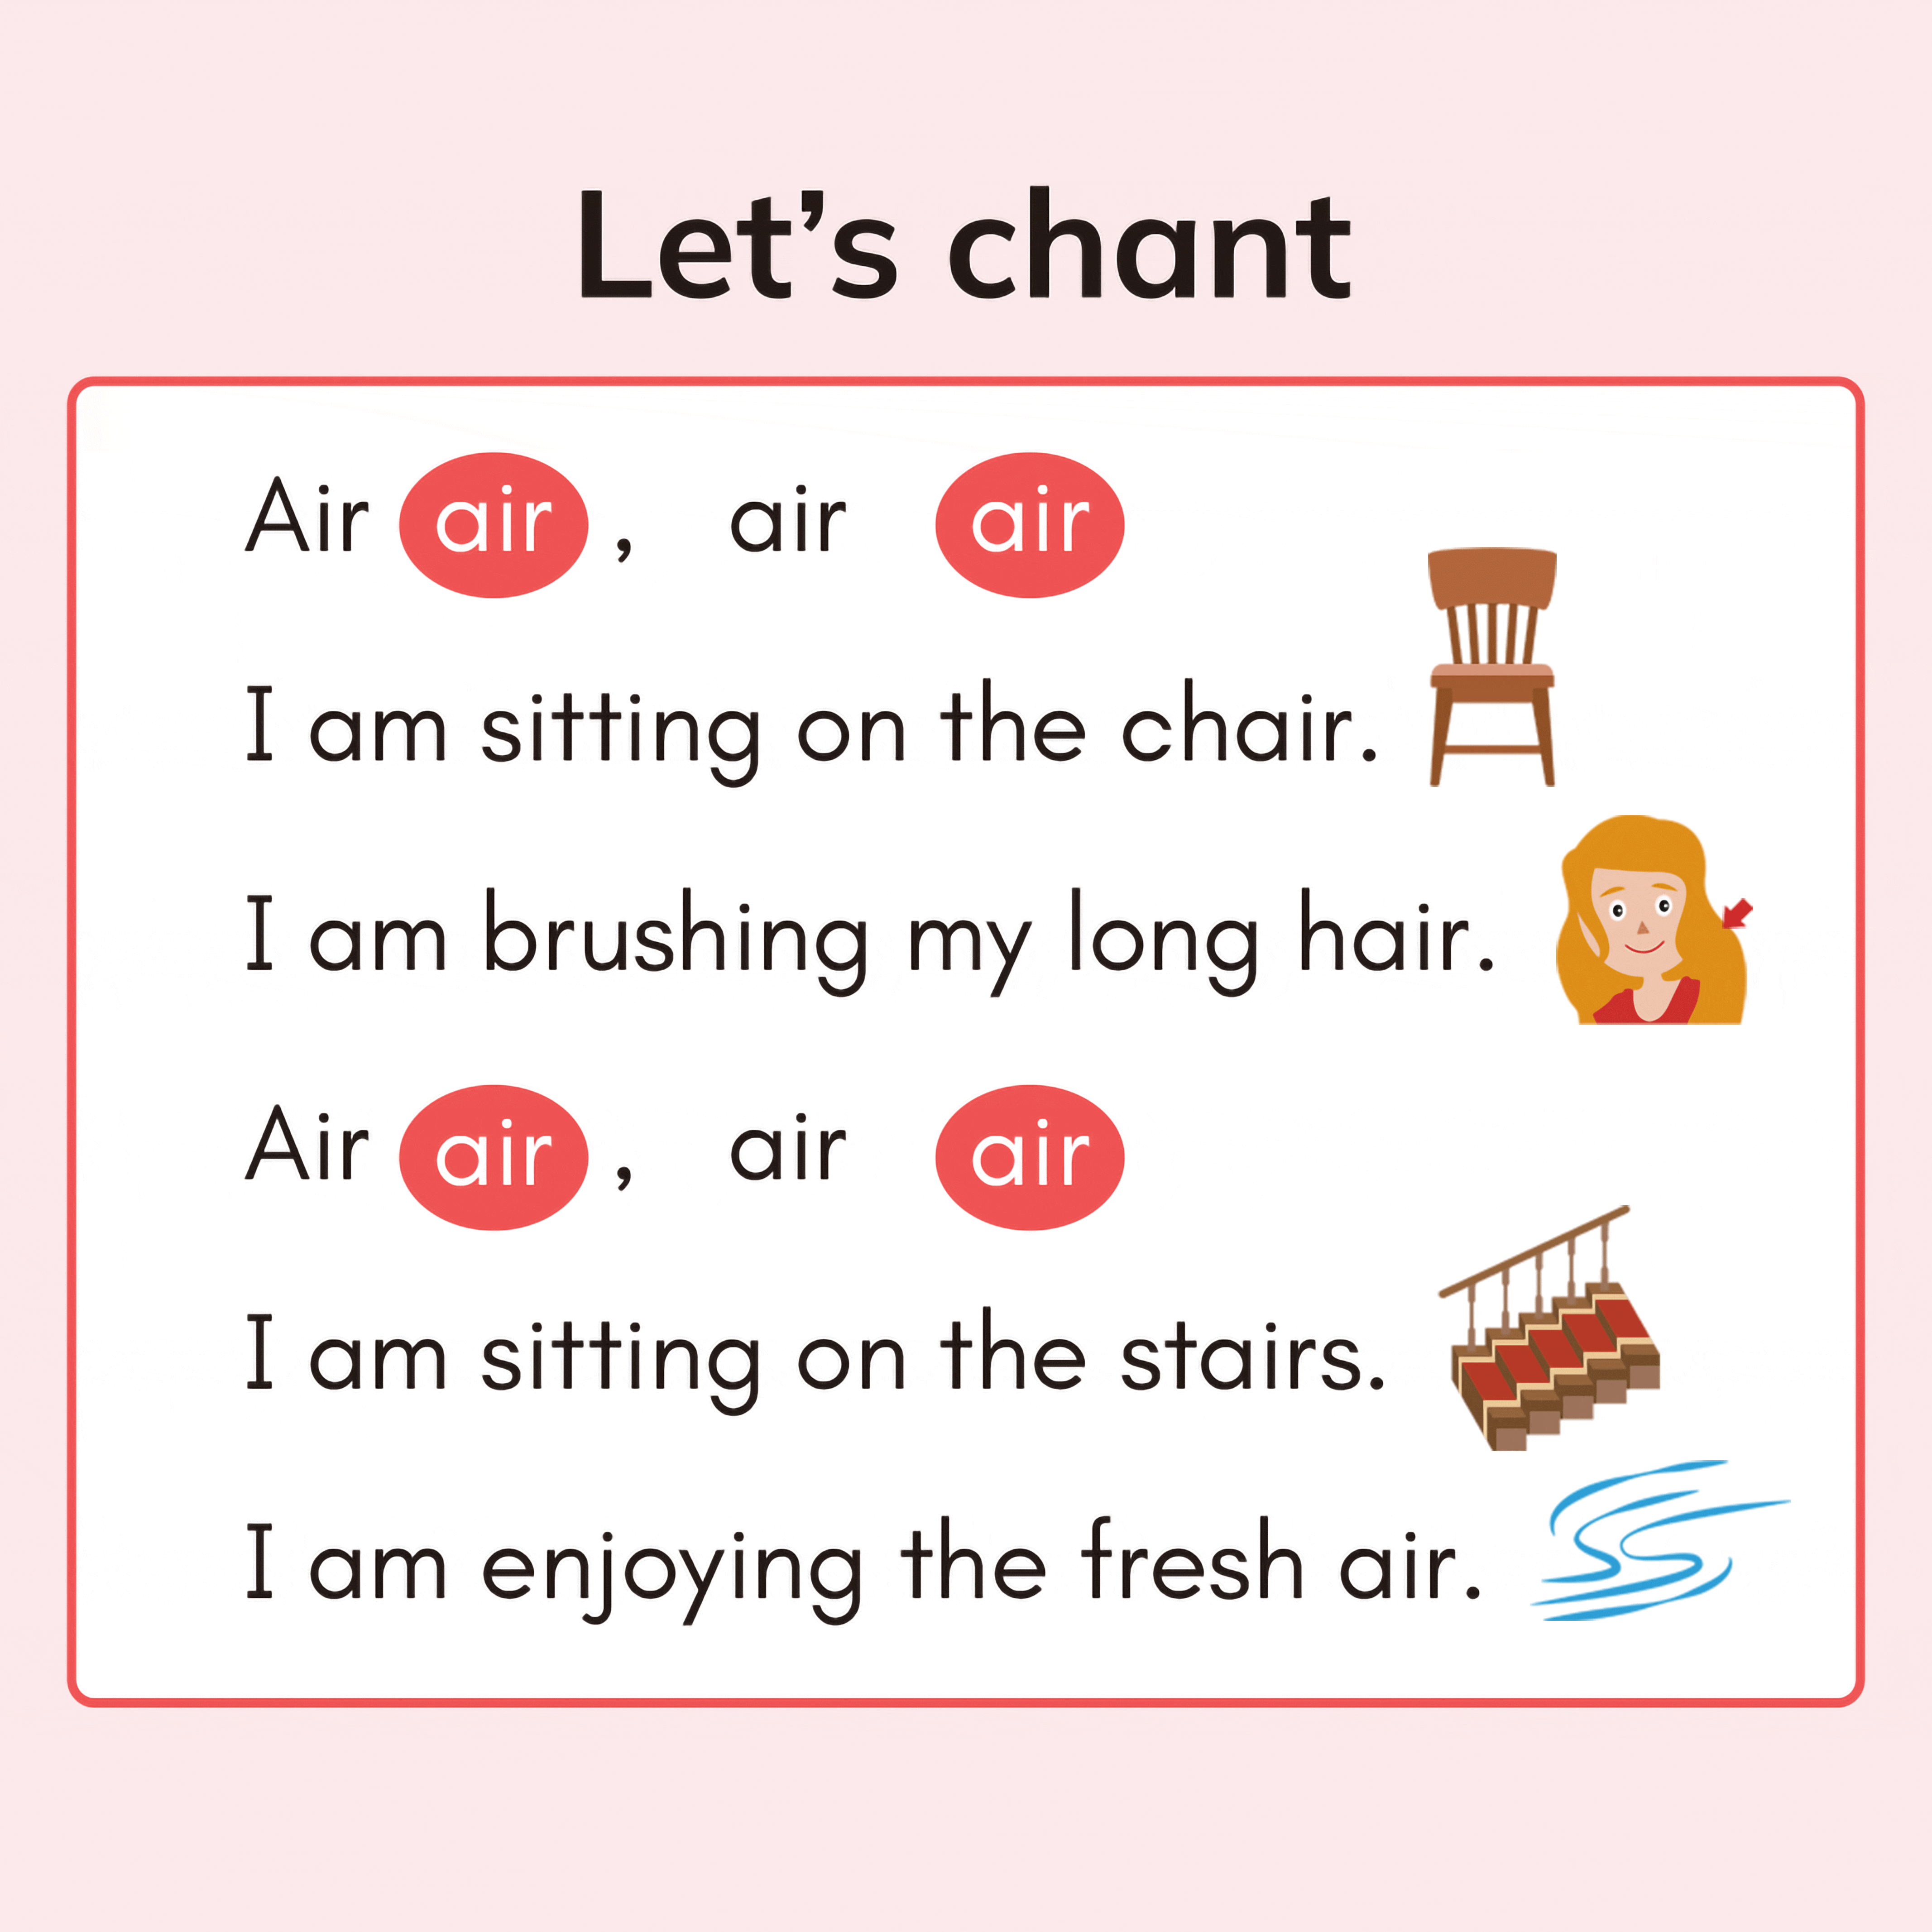 Let’s chant
Air air , air air
I am sitting on the chair.
I am brushing my long hair.
Air air , air air
I am sitting on the stairs.
I am enjoying the fresh air.